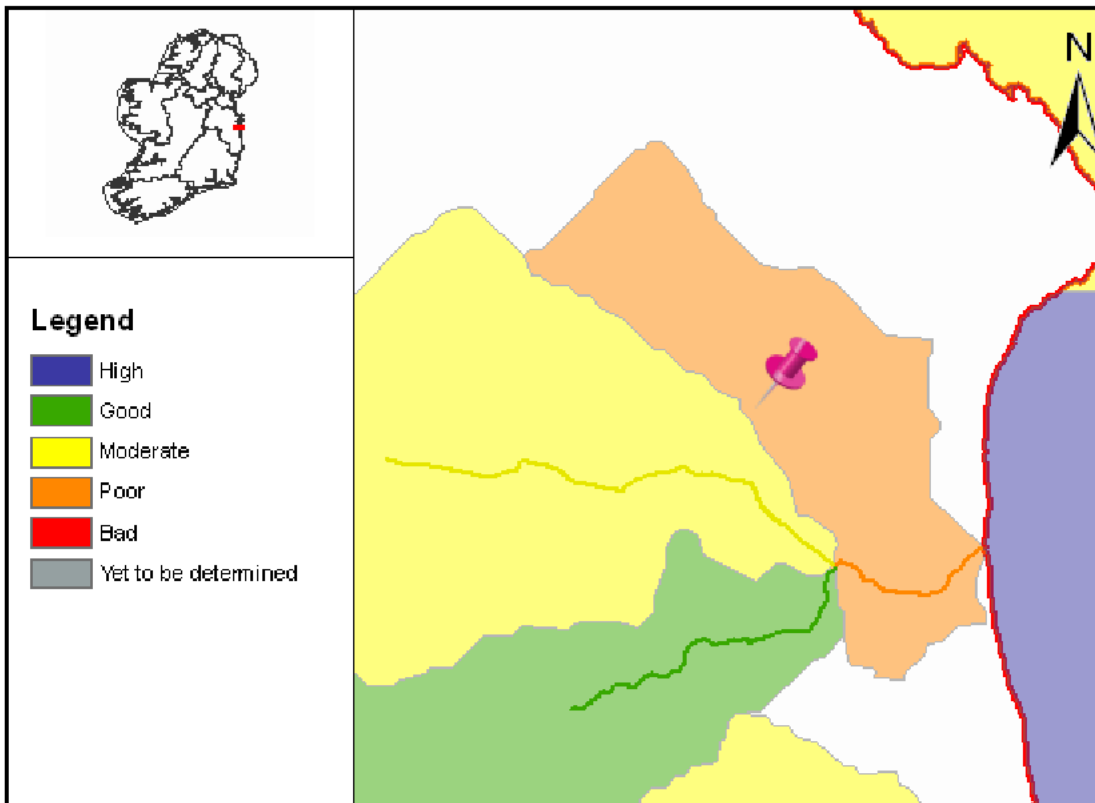 N
Legend
High
Good
Moderate
Poor
Bad
Yet to be determined